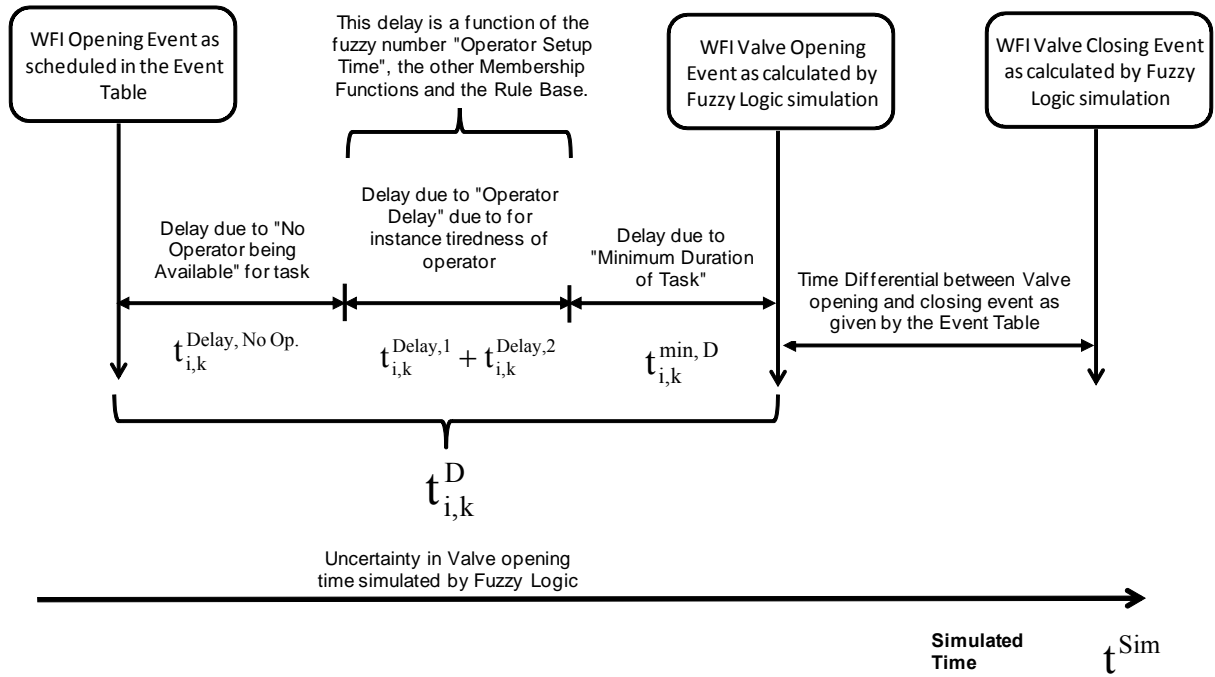 WFI Opening Event as
scheduled in the Event
Table
This delay is a function of the
fuzzy number "Operator Setup
Time", the other Membership
Functions and the Rule Base.
WFI Valve Opening
Event as calculated by
Fuzzy Logic simulation
WFI Valve Closing Event
as calculated by Fuzzy
Logic simulation
Delay due to "No
Operator being
Available" for task
Delay due to "Operator
Delay" due to for
instance tiredness of
operator
Delay due to
"Minimum Duration
of Task"
Time Differential between Valve
opening and closing event as
given by the Event Table
t_{i,k}^{Delay, No Op.}
t_{i,k}^{Delay,1} + t_{i,k}^{Delay,2}
t_{i,k}^{min, D}
t_{i,k}^{D}
Uncertainty in Valve opening
time simulated by Fuzzy Logic
Simulated
Time
t^{Sim}